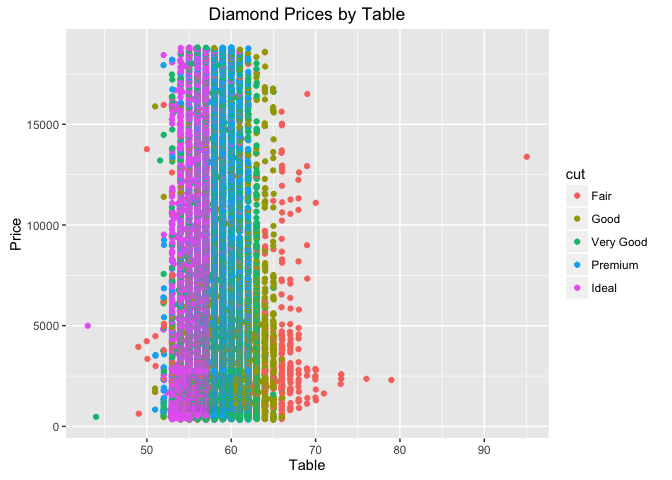 Diamond Prices by Table
Price
15000
10000
5000
0
50 60 70 80 90
Table
cut
Fair
Good
Very Good
Premium
Ideal